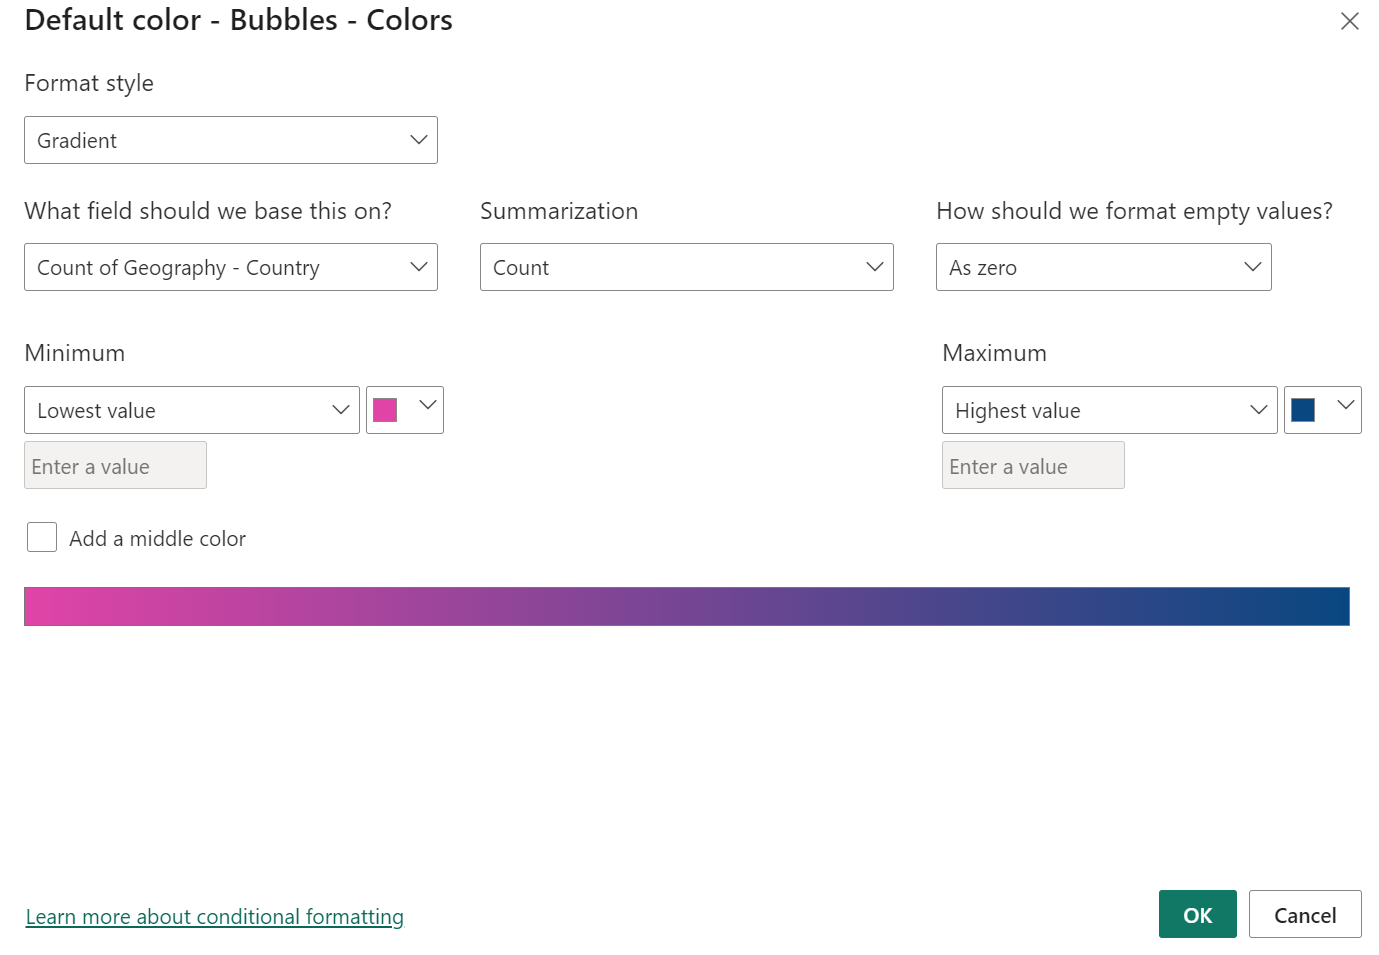 Default color - Bubbles - Colors
Format style
Gradient
What field should we base this on?
Summarization
How should we format empty values?
Count of Geography - Country
Count
As zero
Minimum
Maximum
Lowest value
Highest value
Enter a value
Enter a value
Add a middle color
Learn more about conditional formatting
OK
Cancel